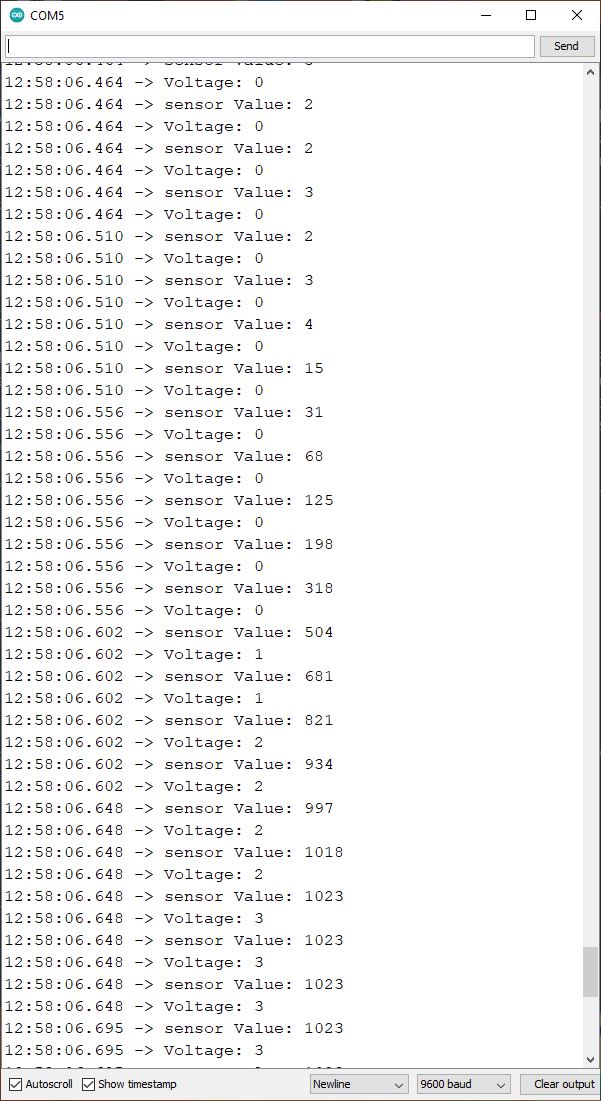 COM5
Send
12:58:06.464 -> Voltage: 0
12:58:06.464 -> sensor Value: 2
12:58:06.464 -> Voltage: 0
12:58:06.464 -> sensor Value: 2
12:58:06.464 -> Voltage: 0
12:58:06.464 -> sensor Value: 3
12:58:06.464 -> Voltage: 0
12:58:06.510 -> sensor Value: 2
12:58:06.510 -> Voltage: 0
12:58:06.510 -> sensor Value: 3
12:58:06.510 -> Voltage: 0
12:58:06.510 -> sensor Value: 4
12:58:06.510 -> Voltage: 0
12:58:06.510 -> sensor Value: 15
12:58:06.510 -> Voltage: 0
12:58:06.556 -> sensor Value: 31
12:58:06.556 -> Voltage: 0
12:58:06.556 -> sensor Value: 68
12:58:06.556 -> Voltage: 0
12:58:06.556 -> sensor Value: 125
12:58:06.556 -> Voltage: 0
12:58:06.556 -> sensor Value: 198
12:58:06.556 -> Voltage: 0
12:58:06.556 -> sensor Value: 318
12:58:06.556 -> Voltage: 0
12:58:06.602 -> sensor Value: 504
12:58:06.602 -> Voltage: 1
12:58:06.602 -> sensor Value: 681
12:58:06.602 -> Voltage: 1
12:58:06.602 -> sensor Value: 821
12:58:06.602 -> Voltage: 2
12:58:06.602 -> sensor Value: 934
12:58:06.602 -> Voltage: 2
12:58:06.648 -> sensor Value: 997
12:58:06.648 -> Voltage: 2
12:58:06.648 -> sensor Value: 1018
12:58:06.648 -> Voltage: 2
12:58:06.648 -> sensor Value: 1023
12:58:06.648 -> Voltage: 3
12:58:06.648 -> sensor Value: 1023
12:58:06.648 -> Voltage: 3
12:58:06.648 -> sensor Value: 1023
12:58:06.648 -> Voltage: 3
12:58:06.695 -> sensor Value: 1023
12:58:06.695 -> Voltage: 3
Autoscroll Show timestamp Newline 9600 baud Clear output